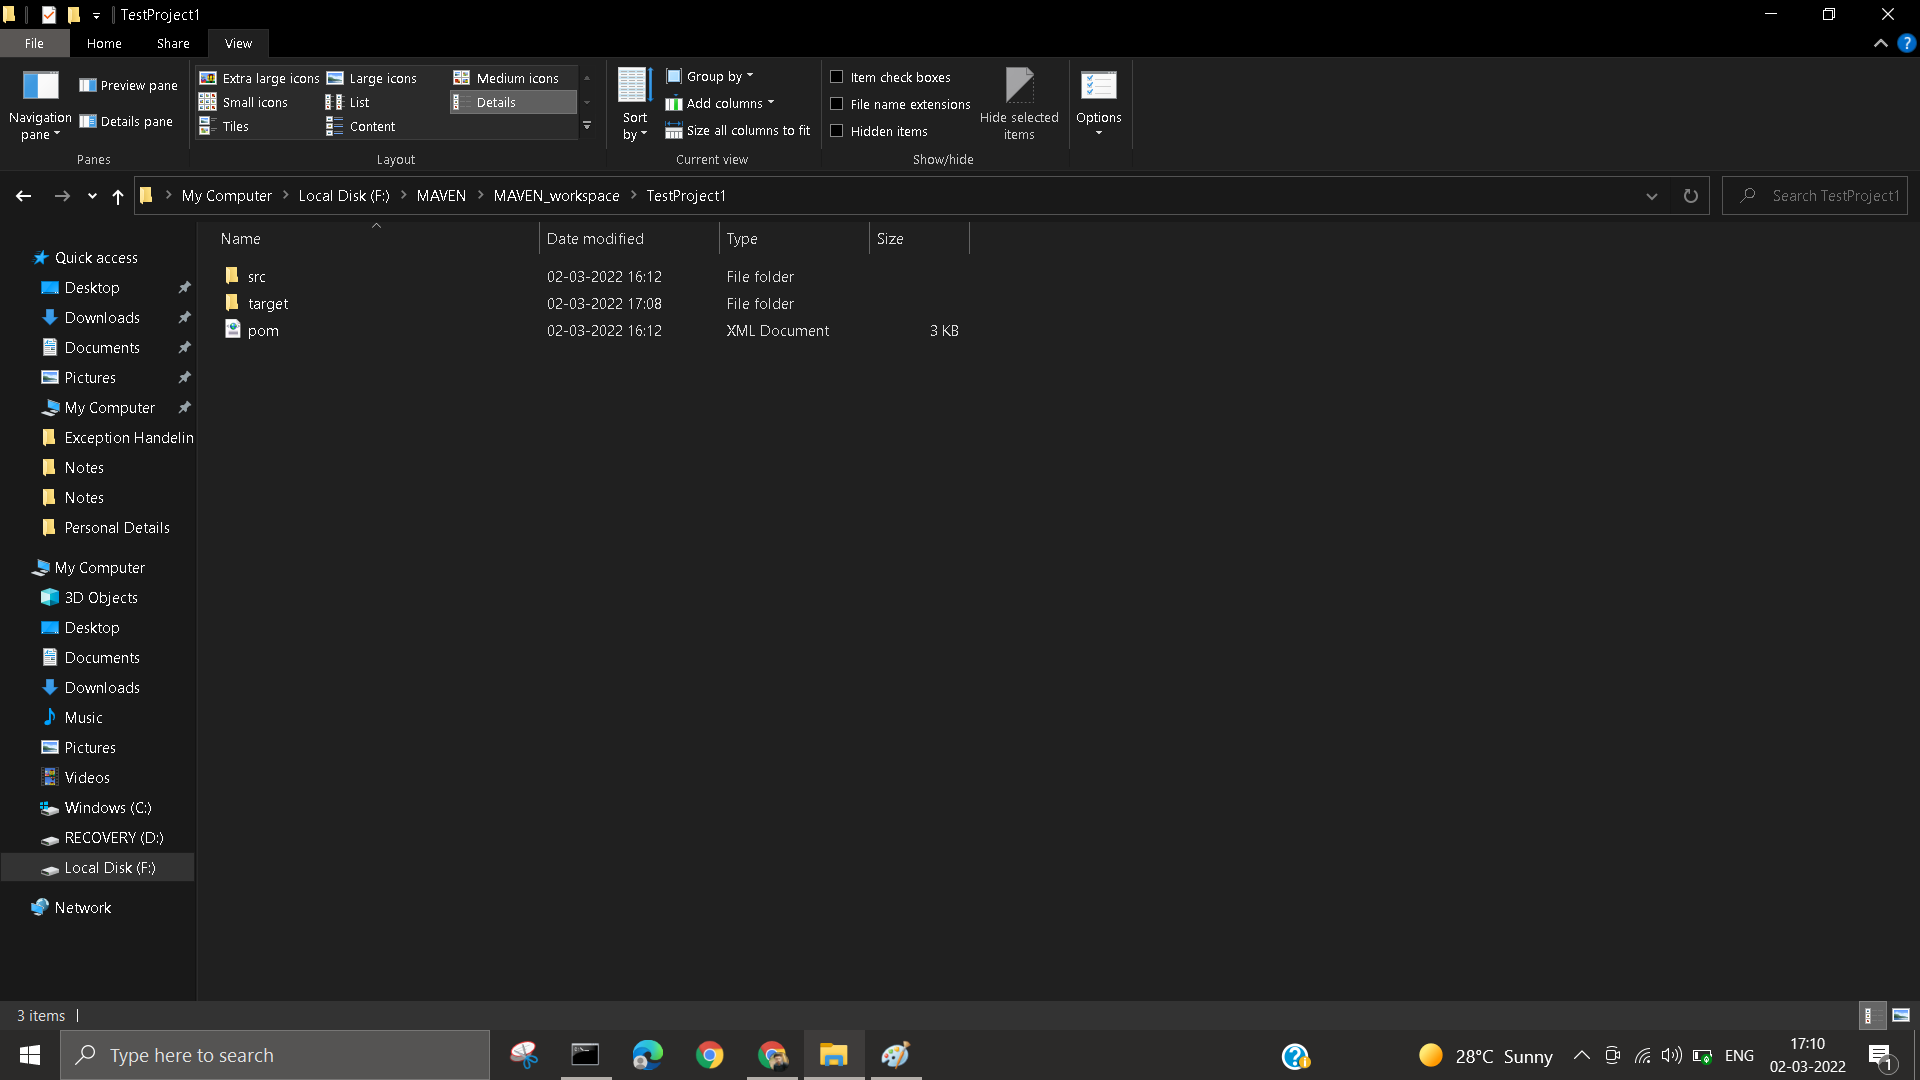 TestProject1
File
Home
Share
View
Navigation pane
Preview pane
Details pane
Panes
Extra large icons
Large icons
Medium icons
Small icons
List
Details
Tiles
Content
Layout
Sort by
Group by
Add columns
Size all columns to fit
Current view
Item check boxes
File name extensions
Hidden items
Hide selected items
Show/hide
Options
My Computer
Local Disk (F:)
MAVEN
MAVEN_workspace
TestProject1
Search TestProject1
Name
Date modified
Type
Size
src 02-03-2022 16:12 File folder
target 02-03-2022 17:08 File folder
pom 02-03-2022 16:12 XML Document 3 KB
Quick access
Desktop
Downloads
Documents
Pictures
My Computer
Exception Handelin
Notes
Notes
Personal Details
My Computer
3D Objects
Desktop
Documents
Downloads
Music
Pictures
Videos
Windows (C:)
RECOVERY (D:)
Local Disk (F:)
Network
3 items
Type here to search
28°C Sunny
ENG
17:10
02-03-2022
1